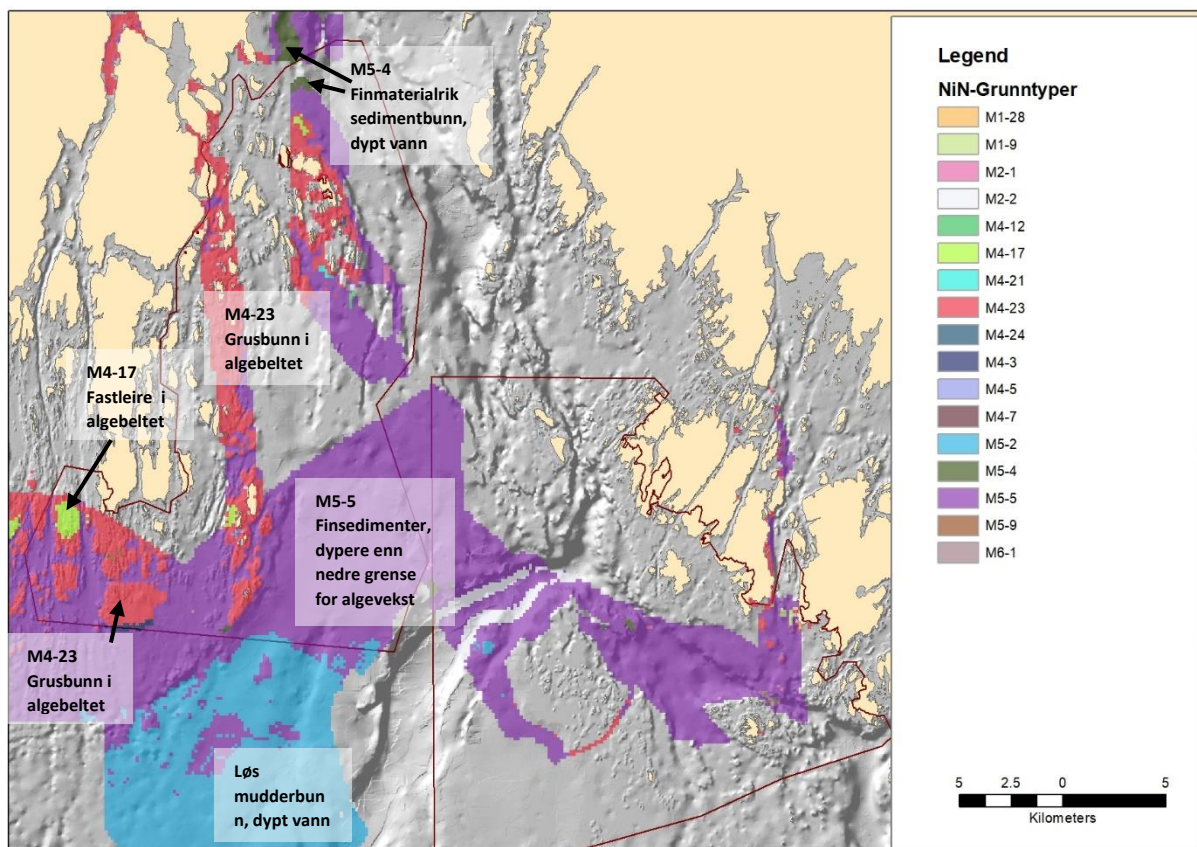 M5-4
Finmaterialrik
sedimentbunn,
dypt vann
M4-23
Grusbunn i
algebeltet
M4-17
Fastleire i
algebeltet
M5-5
Finsedimenter,
dypere enn
nedre grense
for algevekst
M4-23
Grusbunn i
algebeltet
Løs
mudderbun
n, dypt vann
Legend
NiN-Grunntyper
M1-28
M1-9
M2-1
M2-2
M4-12
M4-17
M4-21
M4-23
M4-24
M4-3
M4-5
M4-7
M5-2
M5-4
M5-5
M5-9
M6-1
5 2.5 0 5
Kilometers